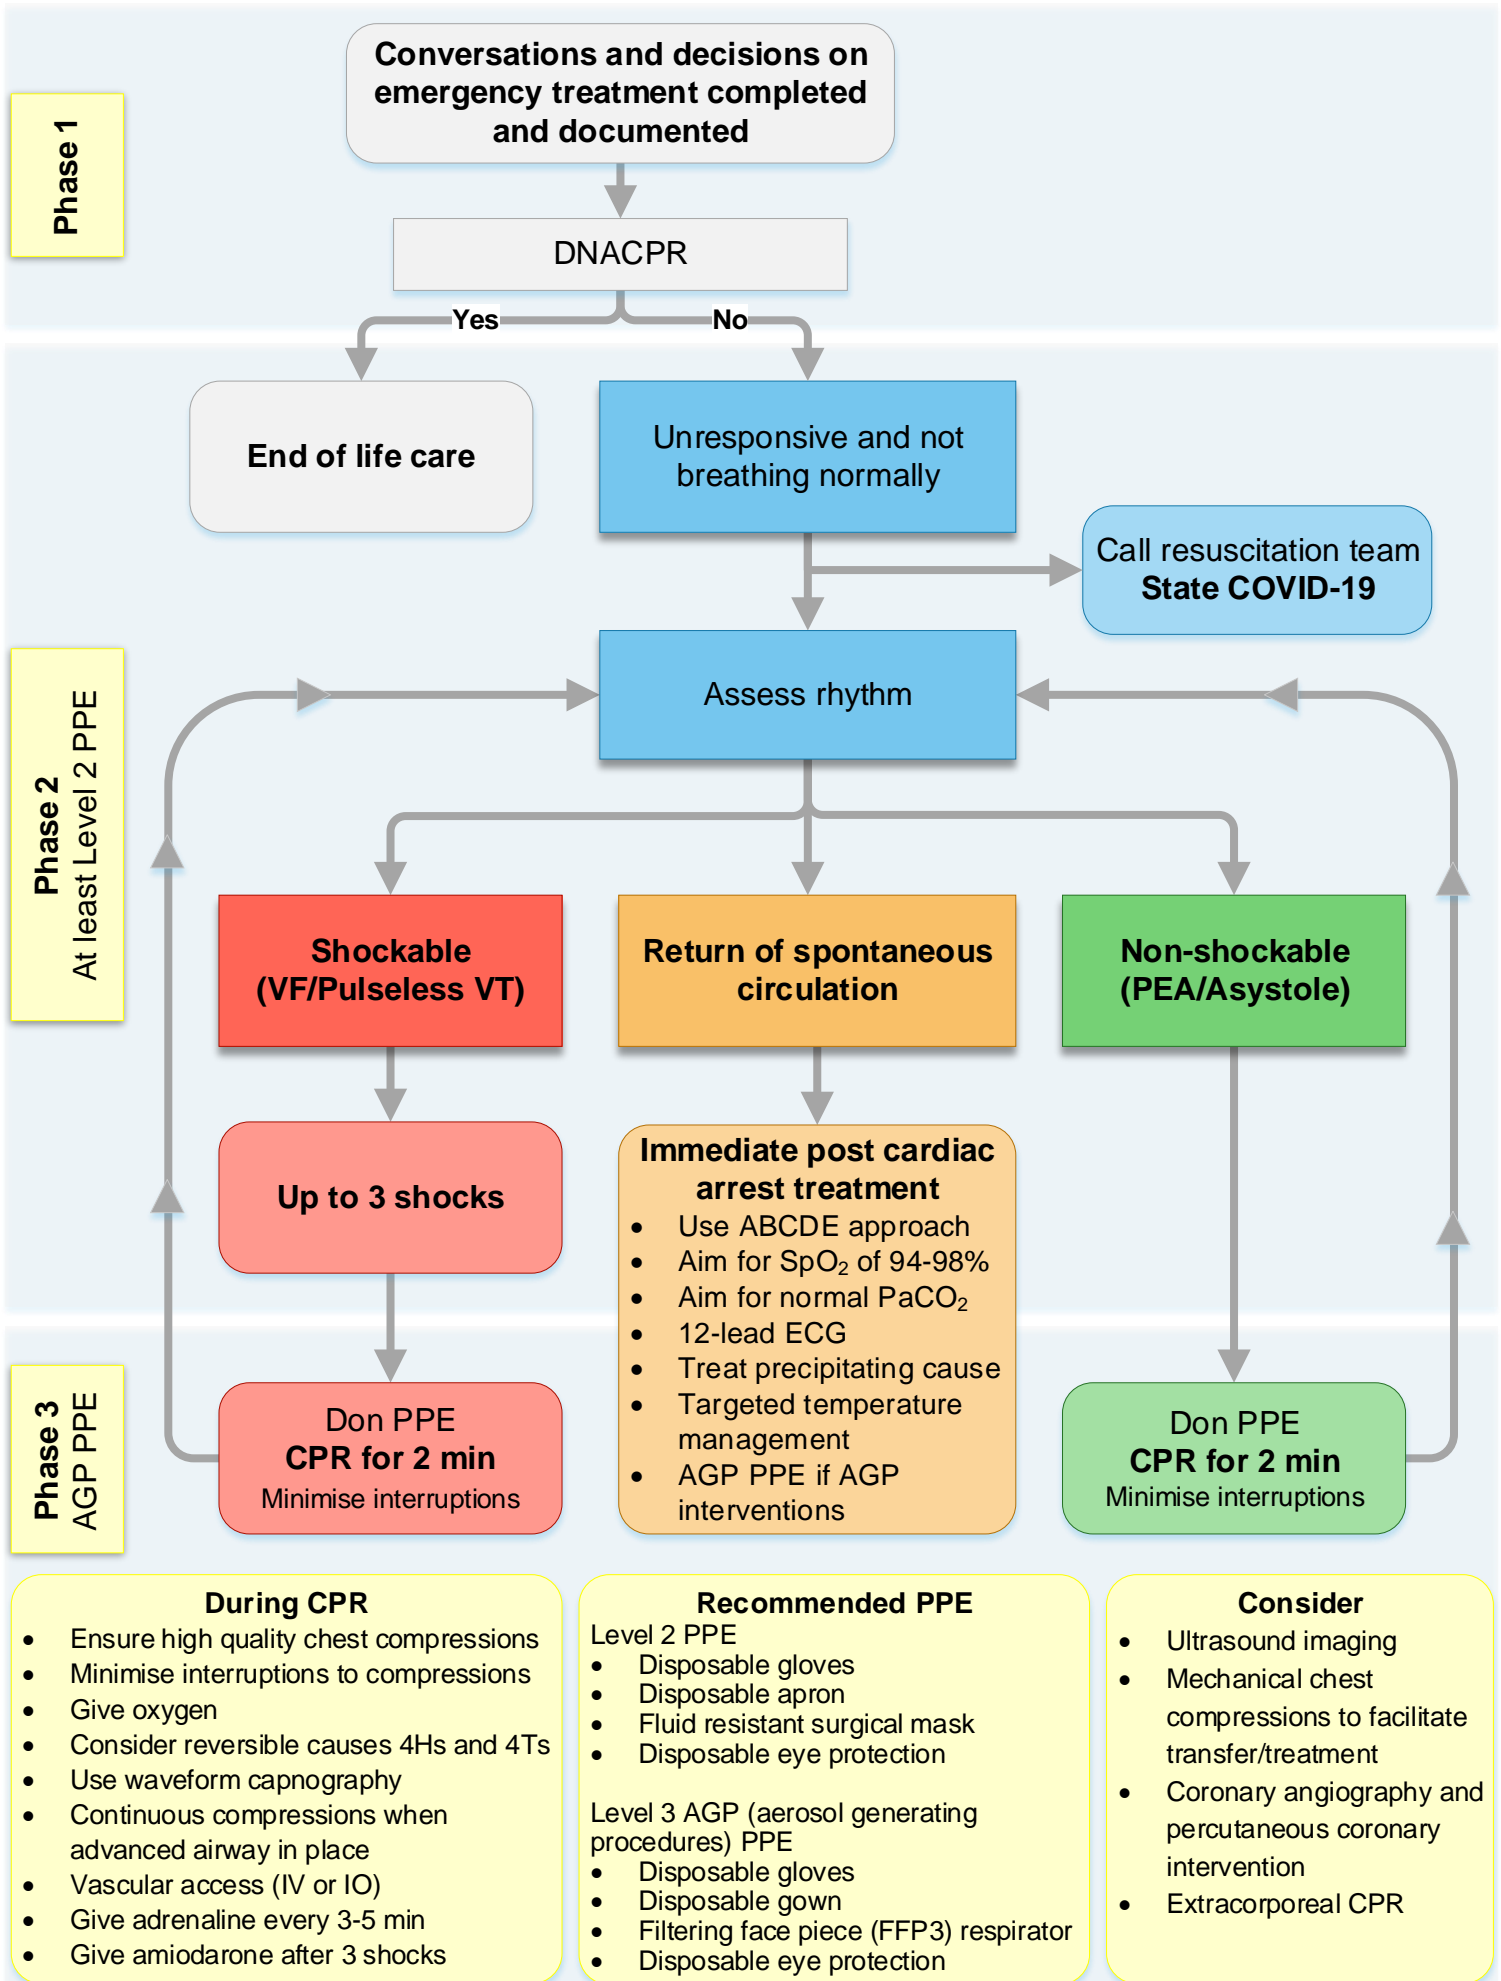 Conversations and decisions on
emergency treatment completed
and documented
Phase 1
DNACPR
Yes
No
End of life care
Unresponsive and not
breathing normally
Call resuscitation team
State COVID-19
Phase 2
At least Level 2 PPE
Assess rhythm
Shockable
(VF/Pulseless VT)
Return of spontaneous
circulation
Non-shockable
(PEA/Asystole)
Up to 3 shocks
Immediate post cardiac
arrest treatment
• Use ABCDE approach
• Aim for SpO₂ of 94-98%
• Aim for normal PaCO₂
• 12-lead ECG
• Treat precipitating cause
• Targeted temperature
management
• AGP PPE if AGP
interventions
Phase 3
AGP PPE
Don PPE
CPR for 2 min
Minimise interruptions
Don PPE
CPR for 2 min
Minimise interruptions
During CPR
• Ensure high quality chest compressions
• Minimise interruptions to compressions
• Give oxygen
• Consider reversible causes 4Hs and 4Ts
• Use waveform capnography
• Continuous compressions when
advanced airway in place
• Vascular access (IV or IO)
• Give adrenaline every 3-5 min
• Give amiodarone after 3 shocks
Recommended PPE
Level 2 PPE
• Disposable gloves
• Disposable apron
• Fluid resistant surgical mask
• Disposable eye protection
Level 3 AGP (aerosol generating
procedures) PPE
• Disposable gloves
• Disposable gown
• Filtering face piece (FFP3) respirator
• Disposable eye protection
Consider
• Ultrasound imaging
• Mechanical chest
compressions to facilitate
transfer/treatment
• Coronary angiography and
percutaneous coronary
intervention
• Extracorporeal CPR